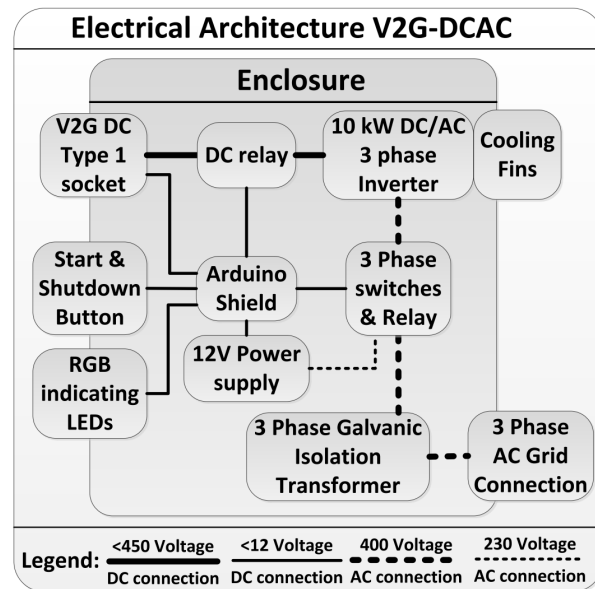 Electrical Architecture V2G-DCAC
Enclosure
V2G DC
Type 1
socket
DC relay
10 kW DC/AC
3 phase
Inverter
Cooling
Fins
Start &
Shutdown
Button
Arduino
Shield
3 Phase
switches
& Relay
RGB
indicating
LEDs
12V Power
supply
3 Phase Galvanic
Isolation
Transformer
3 Phase
AC Grid
Connection
Legend:
<450 Voltage
DC connection
<12 Voltage
DC connection
400 Voltage
AC connection
230 Voltage
AC connection